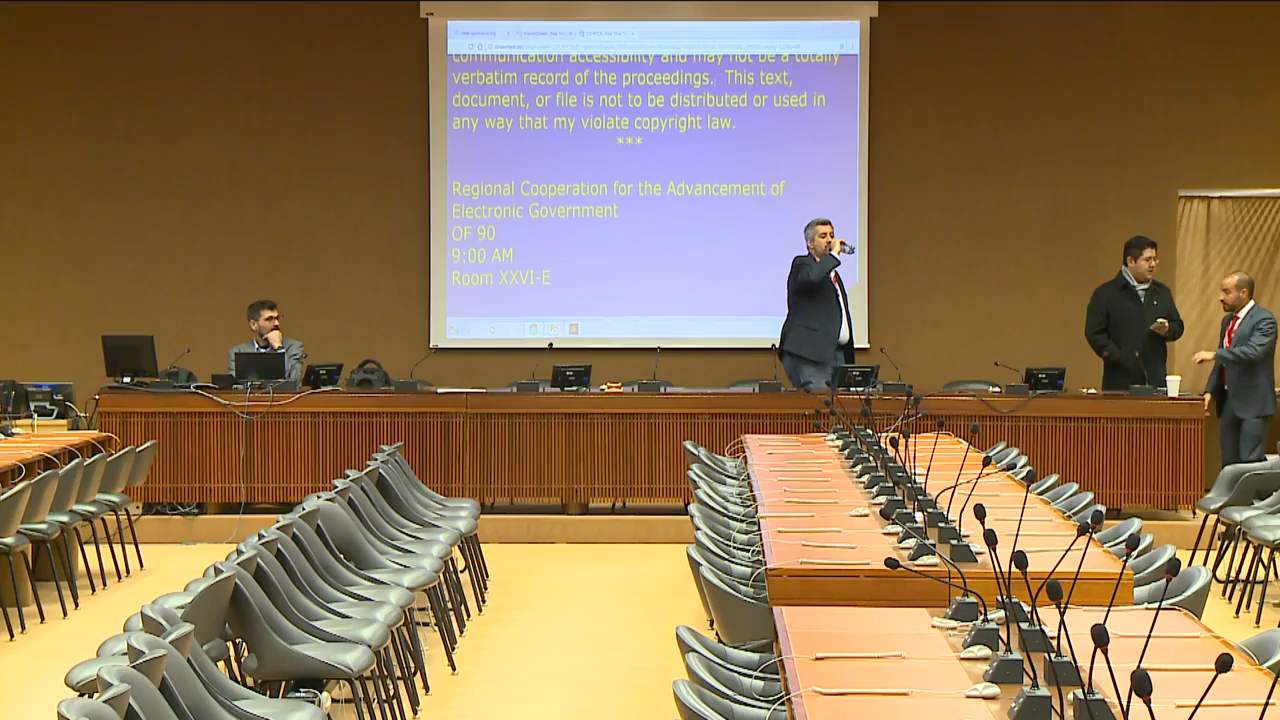 communication accessibility and may not be a totally
verbatim record of the proceedings. This text,
document, or file is not to be distributed or used in
any way that my violate copyright law.
***
Regional Cooperation for the Advancement of
Electronic Government
OF 90
9:00 AM
Room XXVI-E